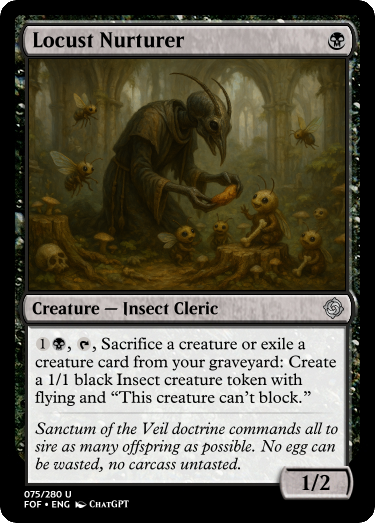 Locust Nurturer
Creature — Insect Cleric
1 , , Sacrifice a creature or exile a
creature card from your graveyard: Create
a 1/1 black Insect creature token with
flying and “This creature can’t block.”
Sanctum of the Veil doctrine commands all to
sire as many offspring as possible. No egg can
be wasted, no carcass untasted.
1/2
075/280 U
FOF • ENG ChatGPT